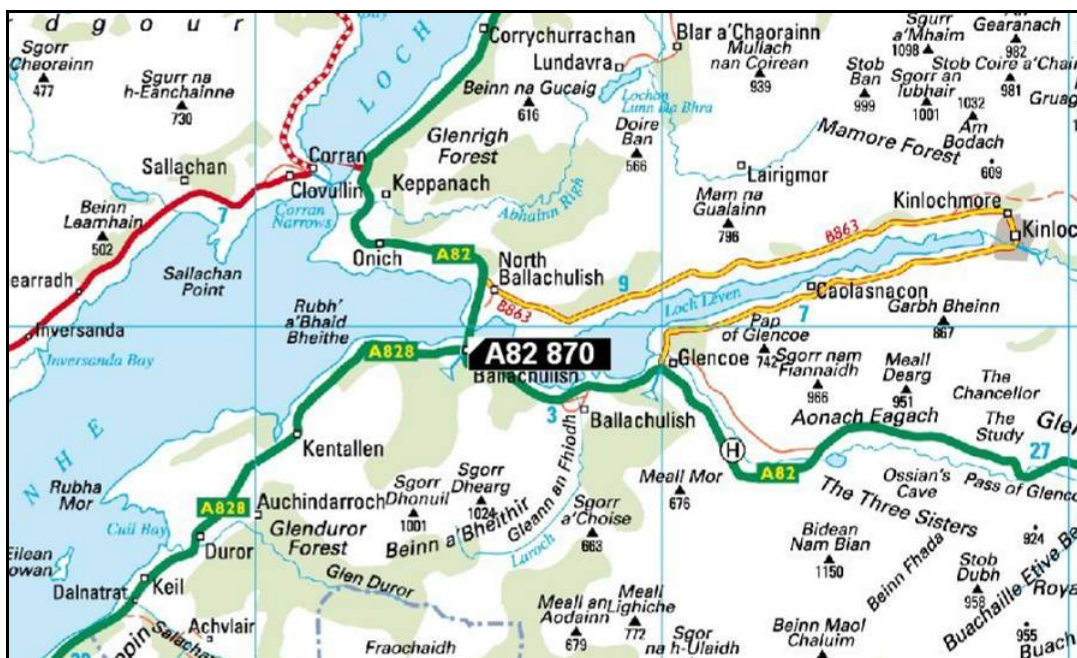 d g o u r
Bay
Sgorr
Chaorainn
477
Sgurr na
h-Eanchainne
730
LOCH
Corrychurrachan
Lundavra
Blar a'Chaorainn
Beinn na Gucaig
616
Mullach
nan Coirean
939
Lochan
Lunn Da Bhra
Doire
Ban
566
Sgurr
a'Mhaim
1098
An
Gearanach
982
Stob
Ban
999
Stob Coire a'Chair
981
Sgorr an
Iubhair
1001
Grua
1032
Am
Bodach
609
Mamore Forest
Glenrigh
Forest
Sallachan
Corran
Clovullin
Keppanach
Lairigmor
Mam na
Gualainn
796
Abhainn Righ
Corran
Narrows
7
Beinn
Leamhain
502
Kinlochmore
Kinloc
B863
Sallachan
Point
Onich
A82
North
Ballachulish
9
earradh
Loch Leven
Caolasnacon
7
Garbh Bheinn
867
Rubh'
a'Bhaid
Bheithe
B863
Inversanda
Inversanda Bay
A828
A82 870
Ballachulish
Pap
of Glencoe
742
Glencoe
Sgorr nam
Fiannaidh
966
Meall
Dearg
951
The
Chancellor
Aonach Eagach
The
Study
Glen
27
3
Ballachulish
N H E
Kentallen
H
A82
Ossian's
Cave
Pass of Glenco
Meall Mor
676
The Three Sisters
Rubha
Mor
Sgorr
Dhonuil
1001
Sgorr
Dhearg
1024
Beinn a'Bheithir
Gleann an Fhiodh
Sgorr
a'Choise
663
Laroch
A828
Auchindarroch
Glenduror
Forest
Cuil Bay
Duror
Bidean
Nam Bian
1150
Beinn Fhada
924
Stob
Dubh
958
Buachaille Etive Be
Roya
Eilean
owan
Dalnatrat
Keil
Glen Duror
Achvlair
Meall an
Aodainn
679
Meall
Lighiche
772
Sgor
na h-Ulaidh
Beinn Maol
Chaluim
955
Buach
Fraochaidh